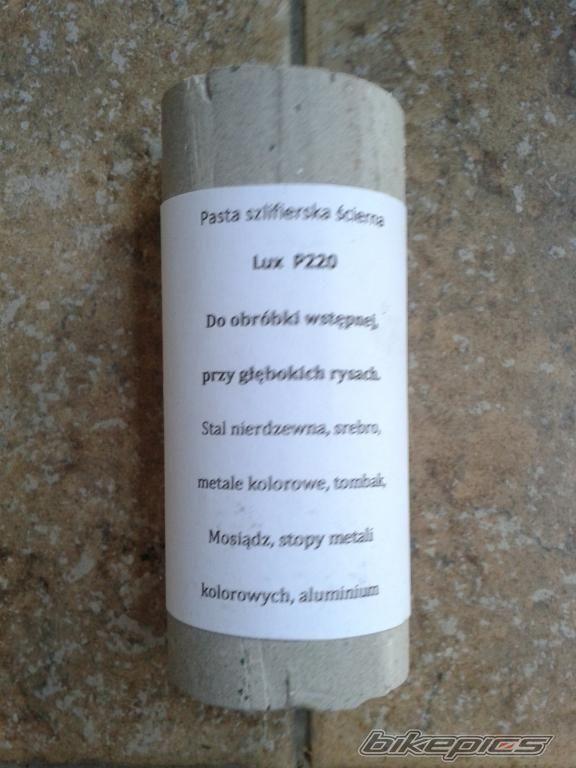 Pasta szlifierska ścierna
Lux P220
Do obróbki wstępnej,
przy głębokich rysach.
Stal nierdzewna, srebro,
metale kolorowe, tombak,
Mosiądz, stopy metali
kolorowych, aluminium
bikepics